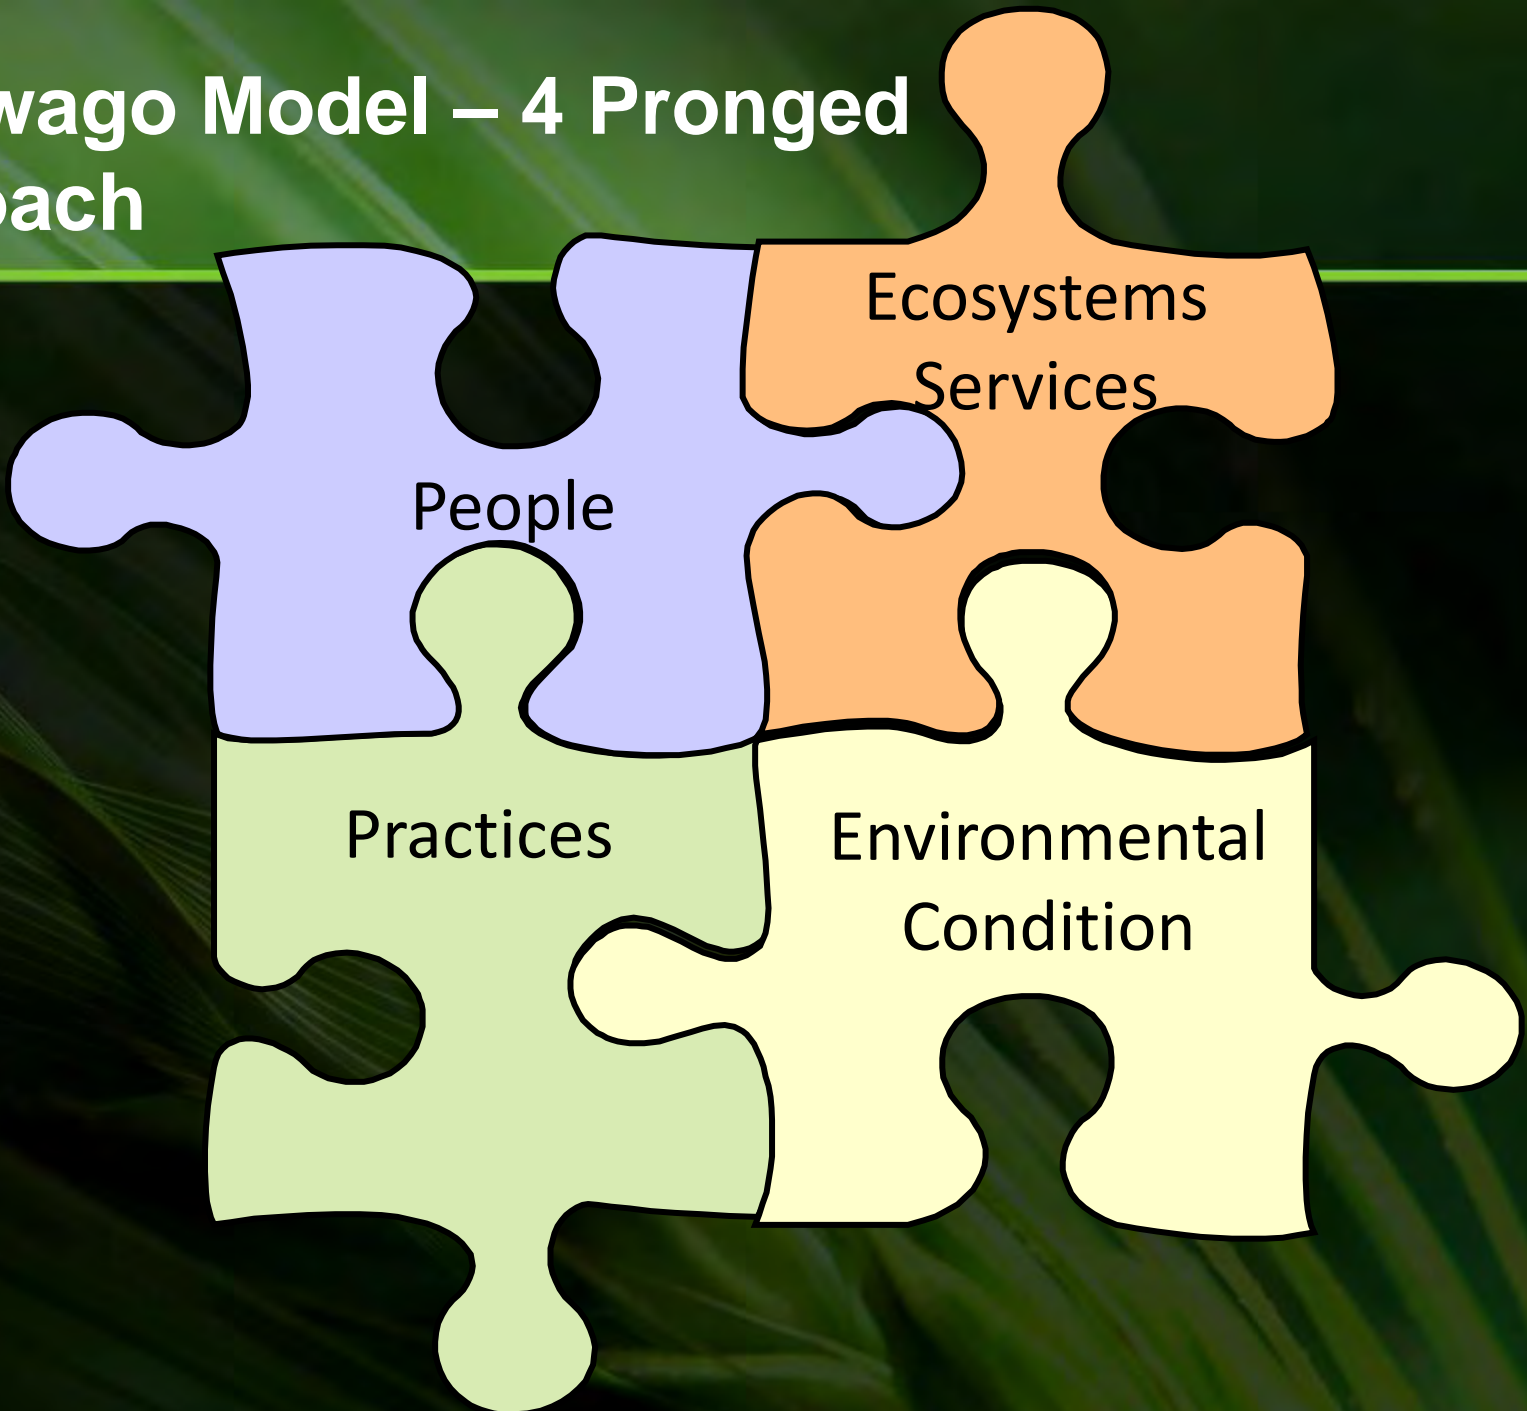 wago Model – 4 Pronged
oach
Ecosystems
Services
People
Practices
Environmental
Condition